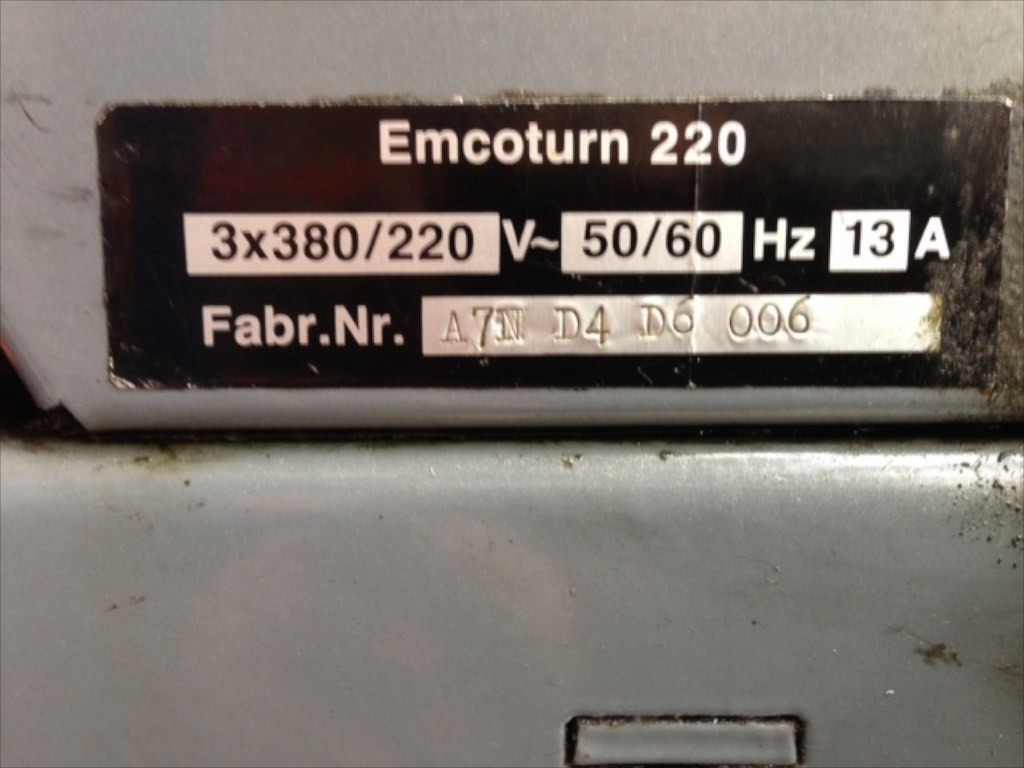 Emcoturn 220
3x380/220 V~ 50/60 Hz 13 A
Fabr.Nr. A7N D4 D6 006